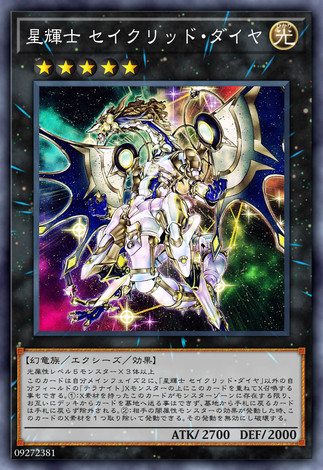 星輝士 セイクリッド・ダイヤ
光
【幻竜族／エクシーズ／効果】
光属性レベル５モンスター×３体以上
このカードは自分メインフェイズ２に、「星輝士 セイクリッド・ダイヤ」以外の自
分フィールドの「テラナイト」Xモンスターの上にこのカードを重ねてX召喚する
事もできる。①：X素材を持ったこのカードがモンスターゾーンに存在する限り、
お互いにデッキからカードを墓地へ送る事はできず、墓地から手札に戻るカード
は手札に戻らず除外される。②：相手の闇属性モンスターの効果が発動した時、こ
のカードのX素材を１つ取り除いて発動できる。その発動を無効にし破壊する。
ATK/ 2700 DEF/2000
09272381